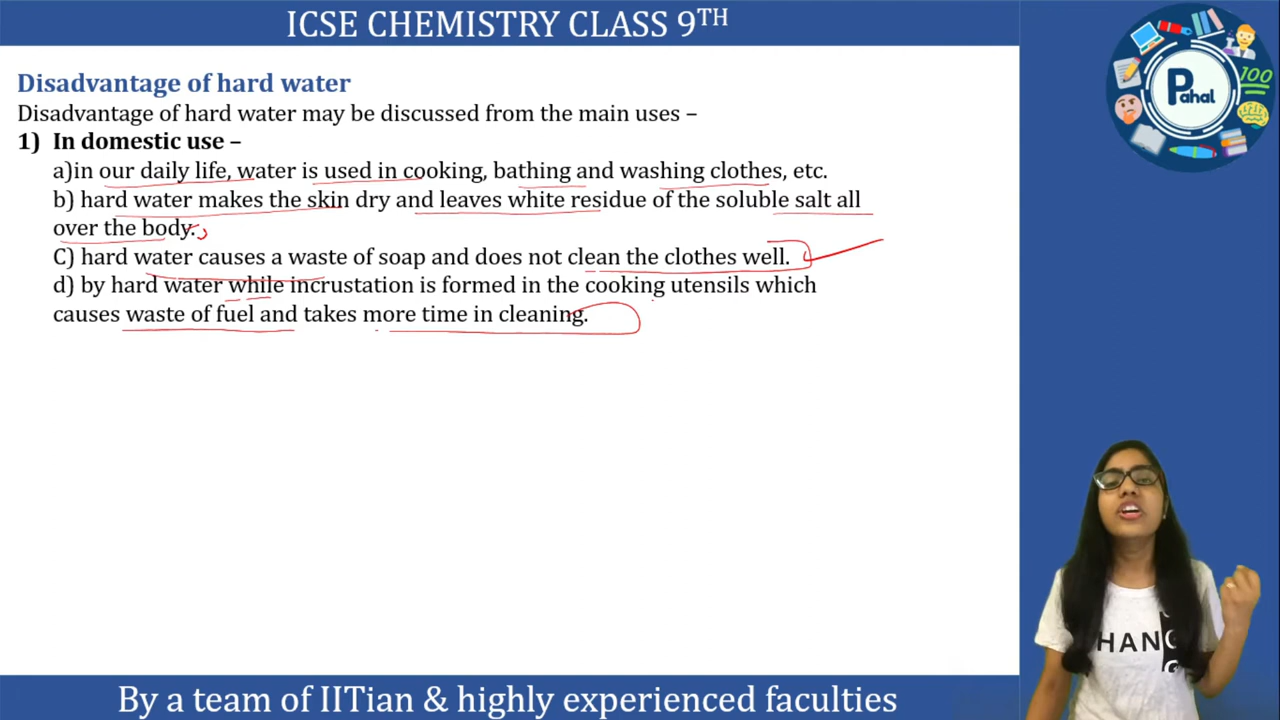 ICSE CHEMISTRY CLASS 9TH
Disadvantage of hard water
Disadvantage of hard water may be discussed from the main uses –
1) In domestic use –
a)in our daily life, water is used in cooking, bathing and washing clothes, etc.
b) hard water makes the skin dry and leaves white residue of the soluble salt all
over the body.
C) hard water causes a waste of soap and does not clean the clothes well.
d) by hard water while incrustation is formed in the cooking utensils which
causes waste of fuel and takes more time in cleaning.
By a team of IITian & highly experienced faculties
Pahal
100
HAN